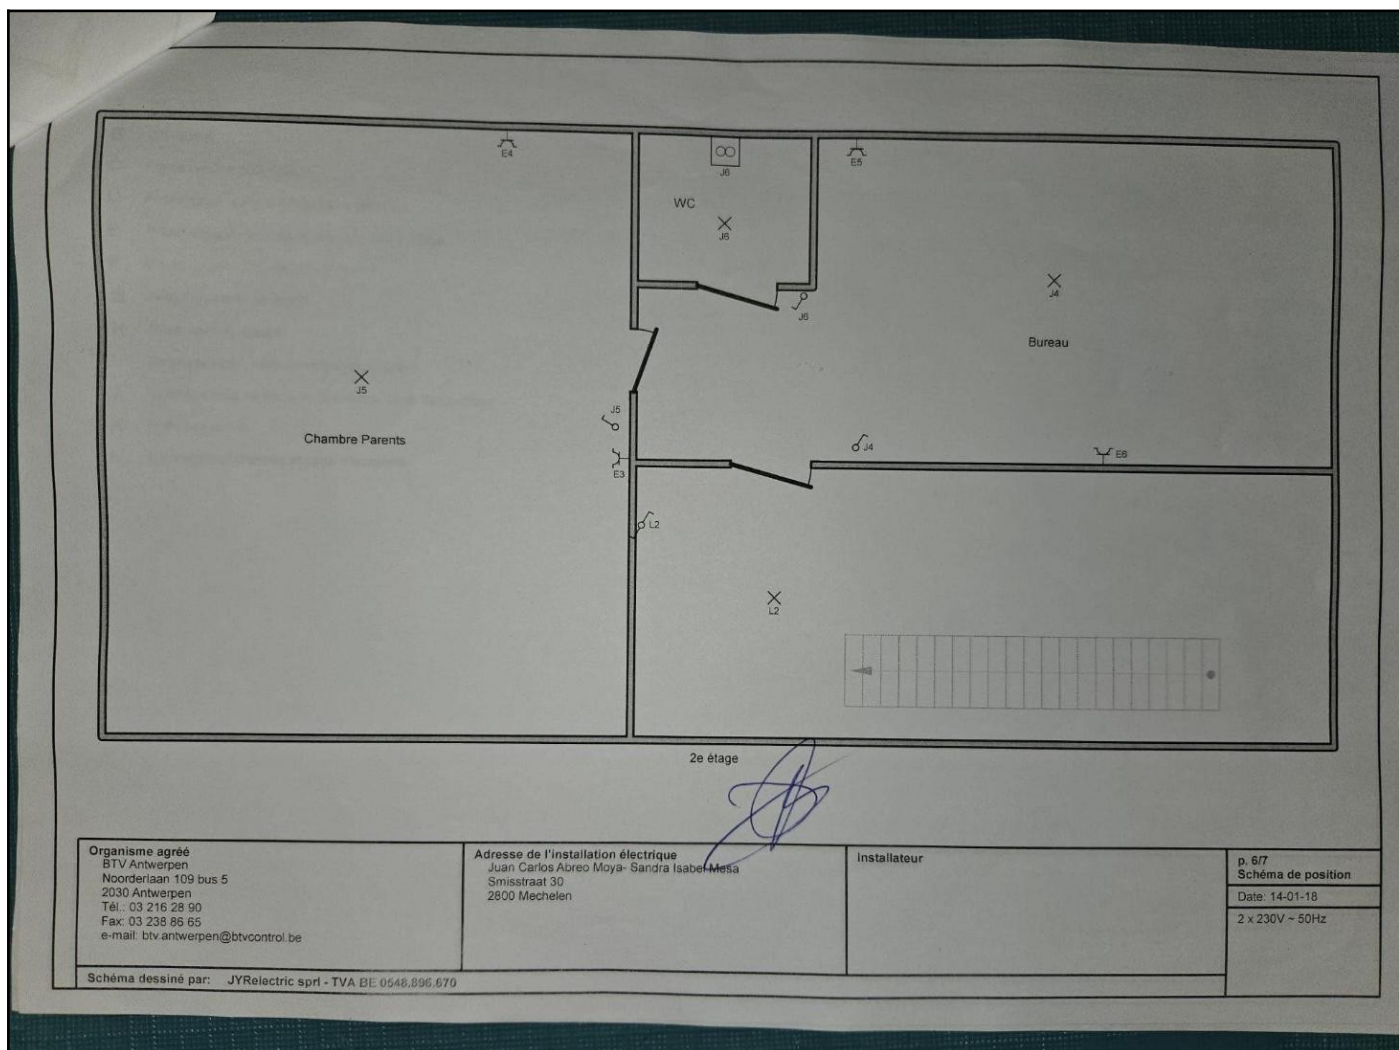 E4
J6
E5
WC
J6
J4
J6
Bureau
J5
J5
Chambre Parents
J4
E6
E3
L2
L2
2e étage
Organisme agréé
BTV Antwerpen
Noorderlaan 109 bus 5
2030 Antwerpen
Tél.: 03 216 28 90
Fax: 03 238 86 65
e-mail: btv.antwerpen@btvcontrol.be
Adresse de l'installation électrique
Juan Carlos Abreo Moya- Sandra Isabel Mesa
Smisstraat 30
2800 Mechelen
Installateur
p. 6/7
Schéma de position
Date: 14-01-18
2 x 230V ~ 50Hz
Schéma dessiné par: JYRelectric sprl - TVA BE 0548.896.670